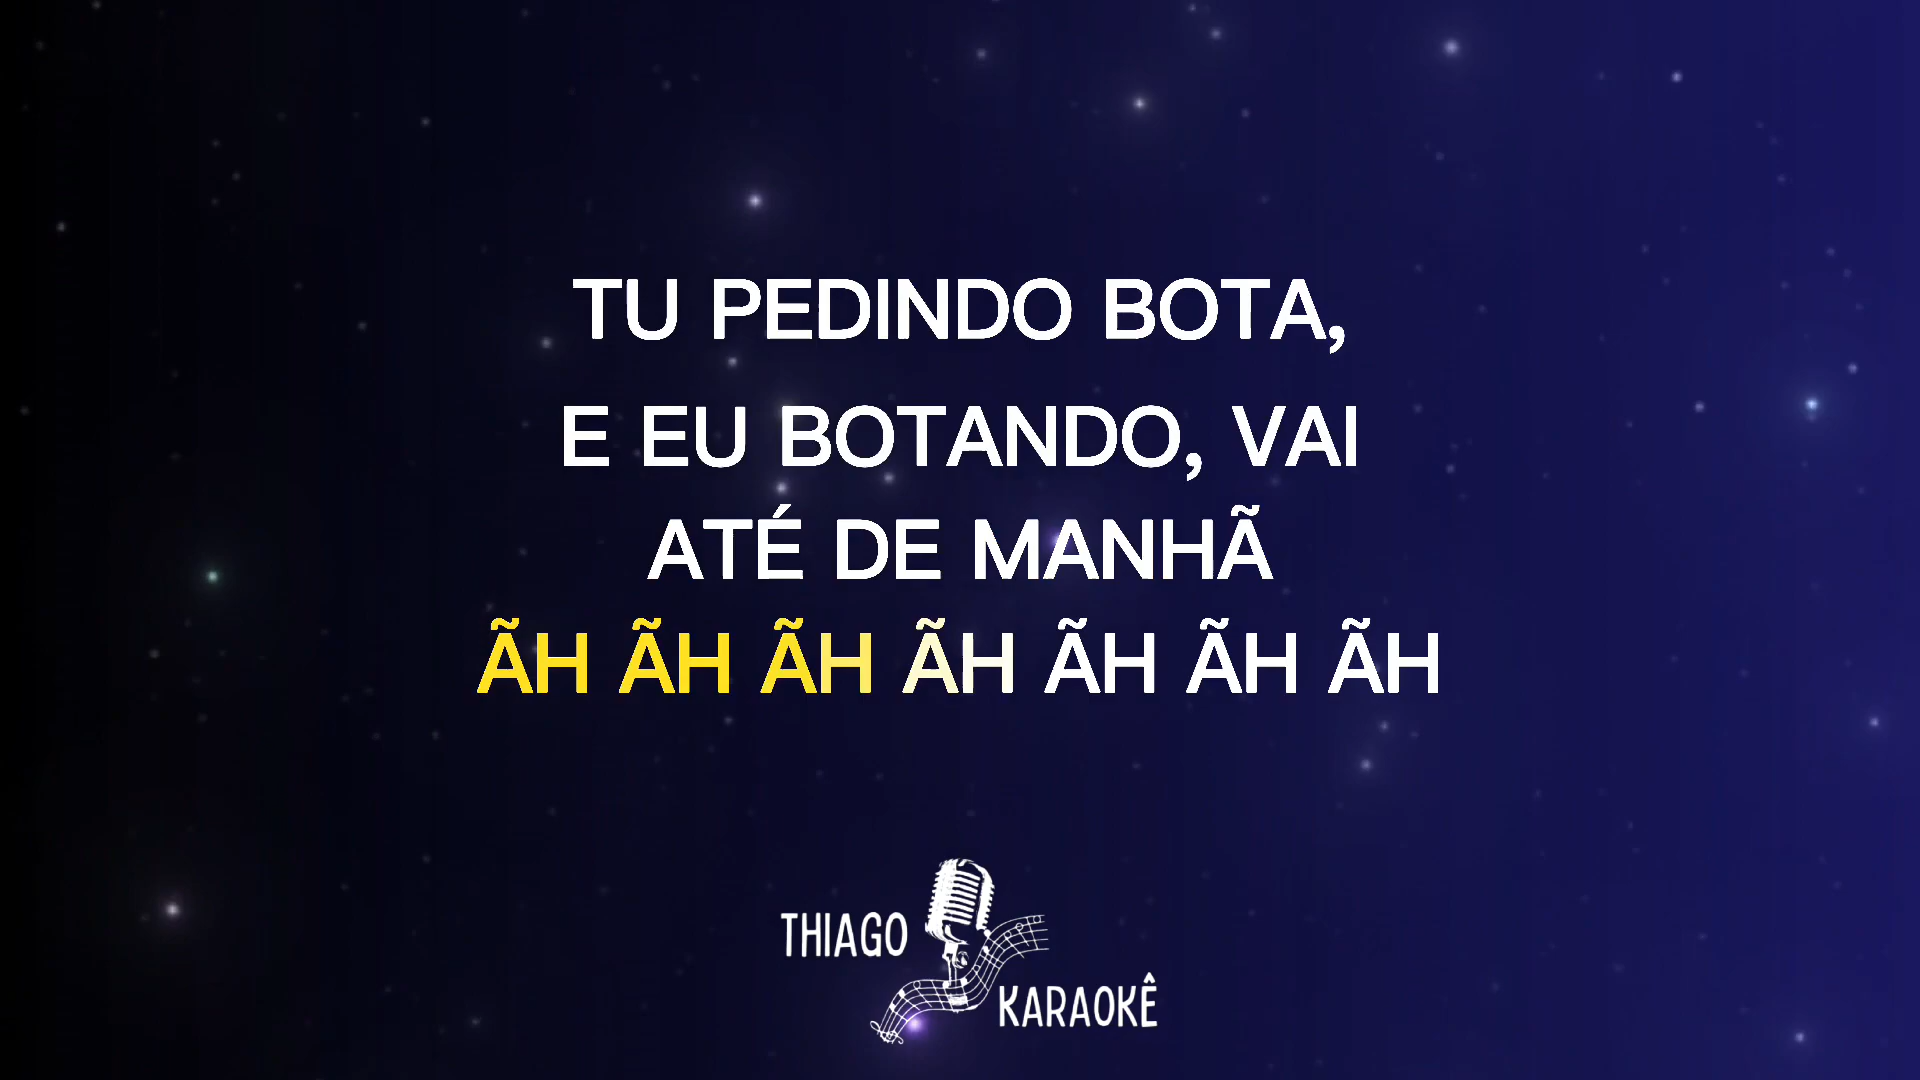 TU PEDINDO BOTA,
E EU BOTANDO, VAI
ATÉ DE MANHÃ
ÃH ÃH ÃH ÃH ÃH ÃH ÃH
THIAGO
KARAOKÊ